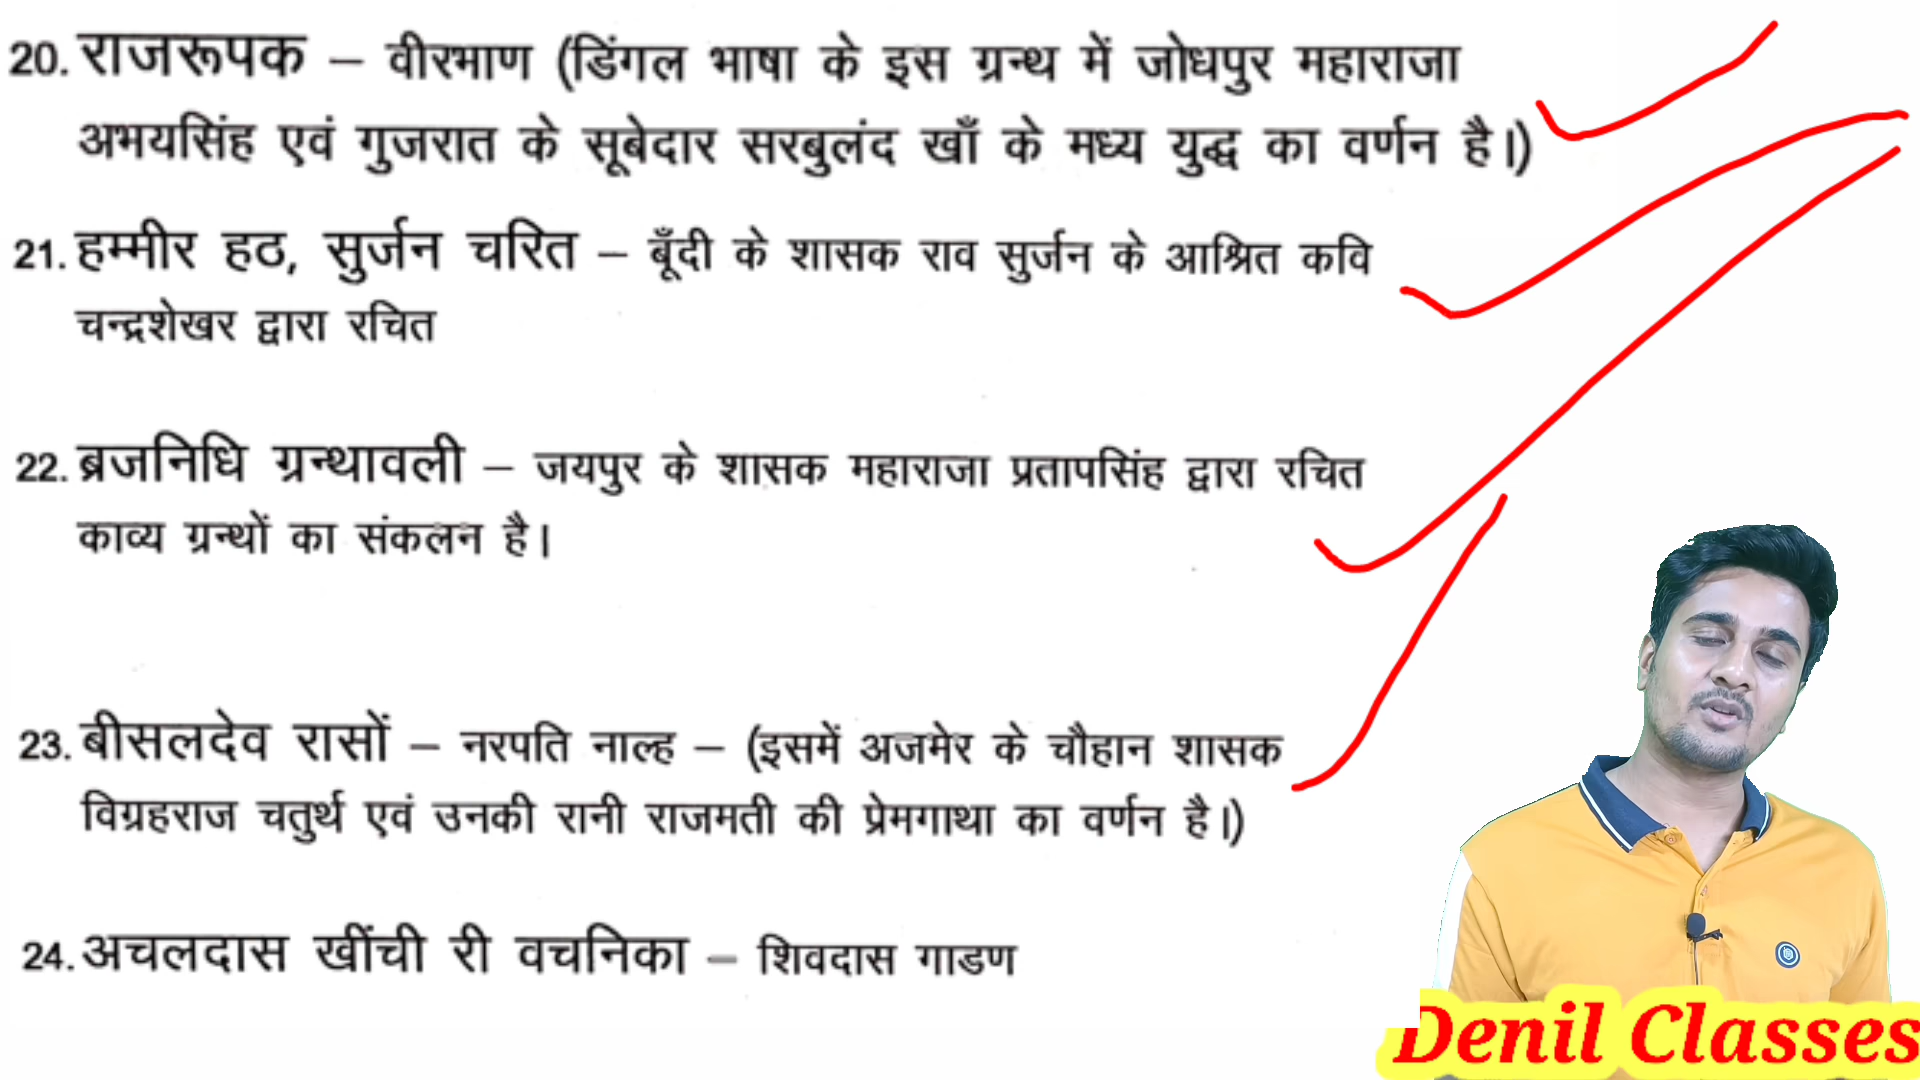 20. राजरूपक – वीरभाण (डिंगल भाषा के इस ग्रन्थ में जोधपुर महाराजा
अभयसिंह एवं गुजरात के सूबेदार सरबुलंद खाँ के मध्य युद्ध का वर्णन है।)
21. हम्मीर हठ, सुर्जन चरित – बूँदी के शासक राव सुर्जन के आश्रित कवि
चन्द्रशेखर द्वारा रचित
22. ब्रजनिधि ग्रन्थावली – जयपुर के शासक महाराजा प्रतापसिंह द्वारा रचित
काव्य ग्रन्थों का संकलन है।
23. बीसलदेव रासों – नरपति नाल्ह – (इसमें अजमेर के चौहान शासक
विग्रहराज चतुर्थ एवं उनकी रानी राजमती की प्रेमगाथा का वर्णन है।)
24. अचलदास खींची री वचनिका – शिवदास गाडण
Denil Classes